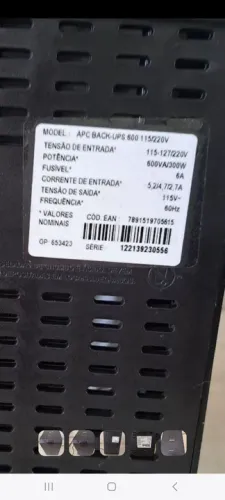 MODEL: APC BACK-UPS 600 115/220V
TENSÃO DE ENTRADA* 115-127/220V
POTÊNCIA* 600VA/300W
FUSÍVEL* 6A
CORRENTE DE ENTRADA* 5,2/4,7/2,7A
TENSÃO DE SAÍDA* 115V~
FREQUÊNCIA* 60Hz
* VALORES NOMINAIS
CÓD. EAN: 7891519705615
OP: 653423 SÉRIE: 122139230556